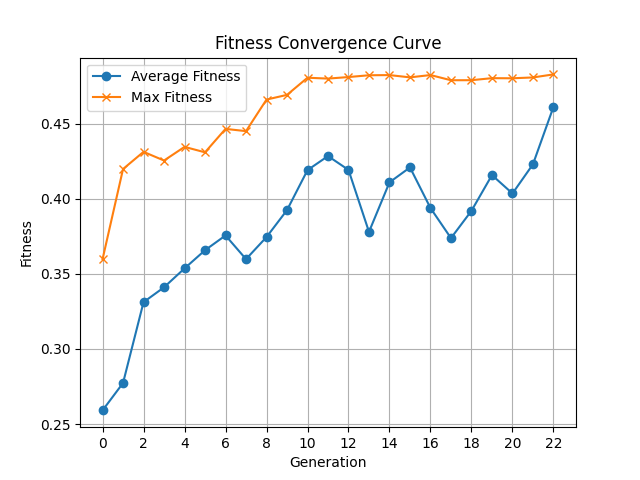 Fitness Convergence Curve
Average Fitness
Max Fitness
Fitness
0.45
0.40
0.35
0.30
0.25
0 2 4 6 8 10 12 14 16 18 20 22
Generation